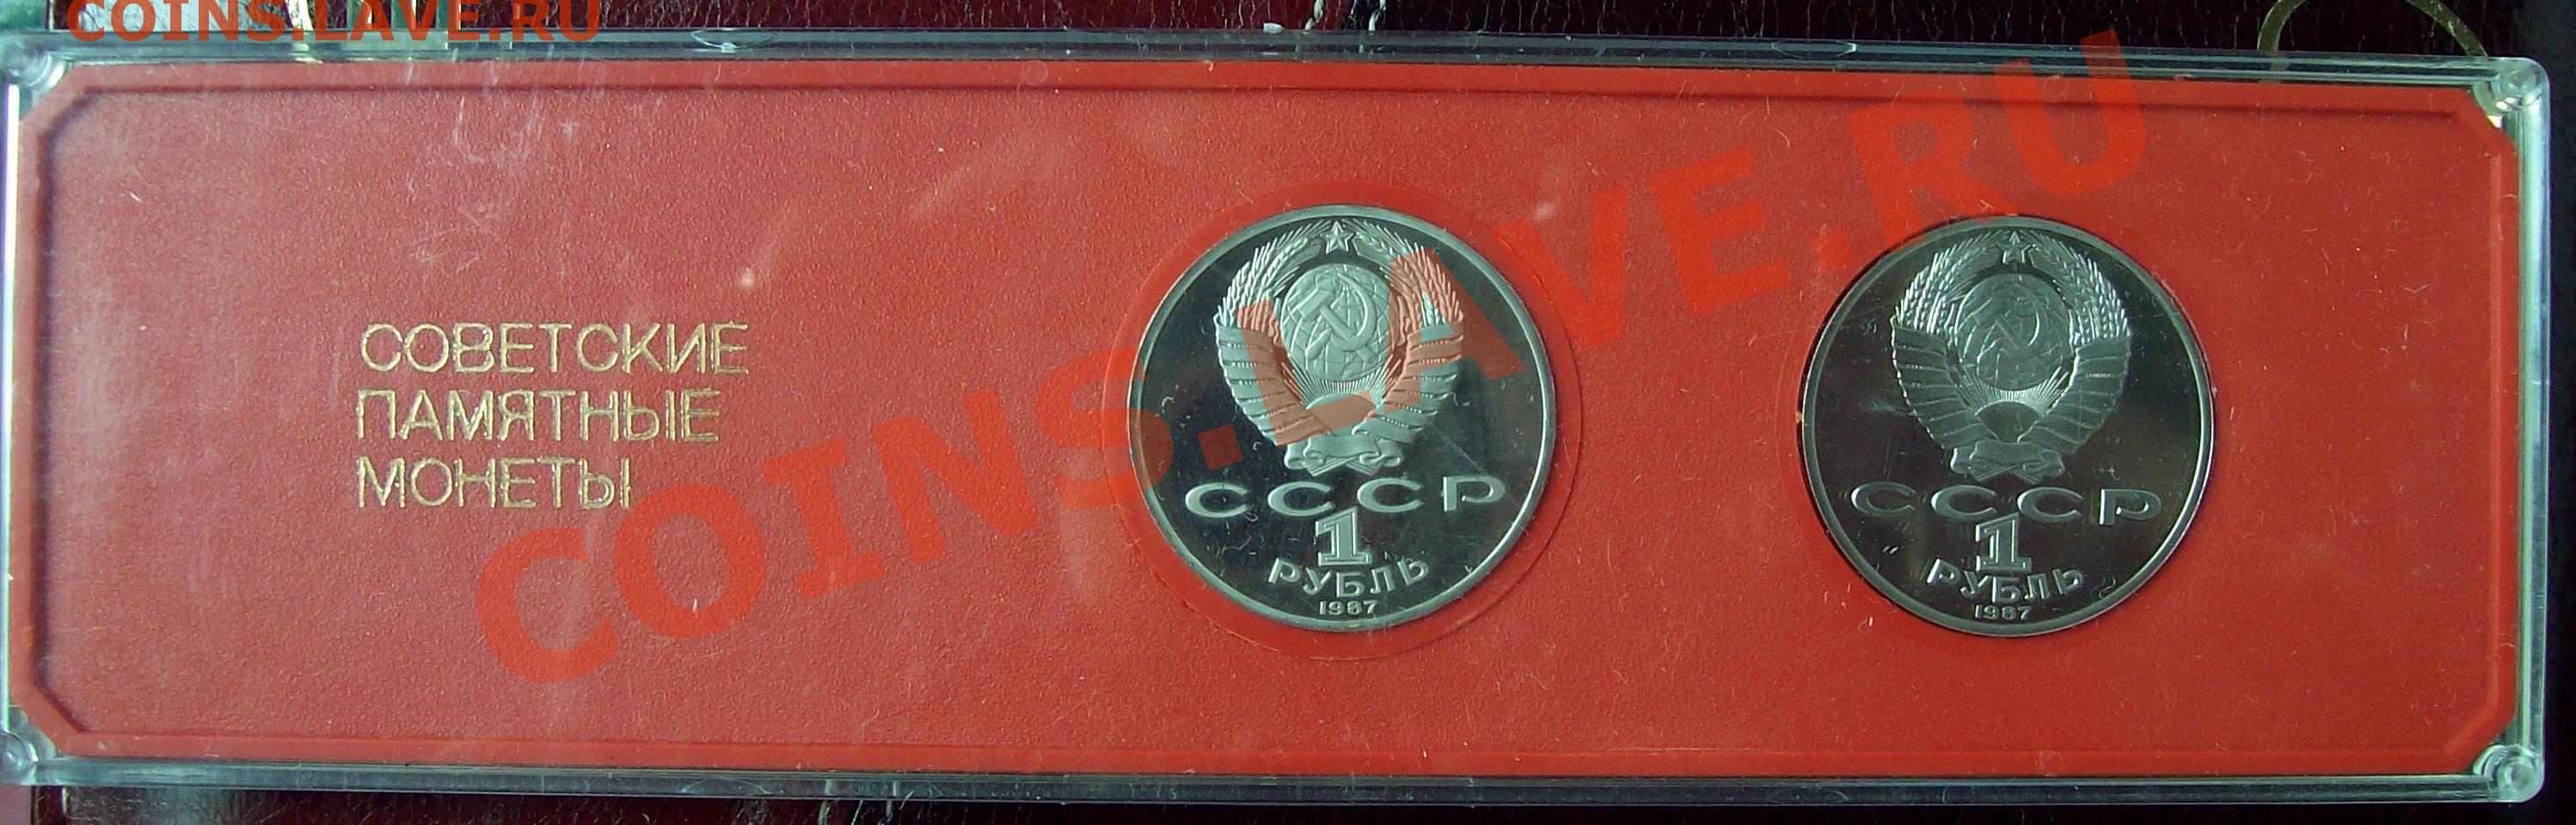 COINS.LAVE.RU
СОВЕТСКИЕ
ПАМЯТНЫЕ
МОНЕТЫ
СССР
1
РУБЛЬ
1987
СССР
1
РУБЛЬ
1987
COINS.LAVE.RU